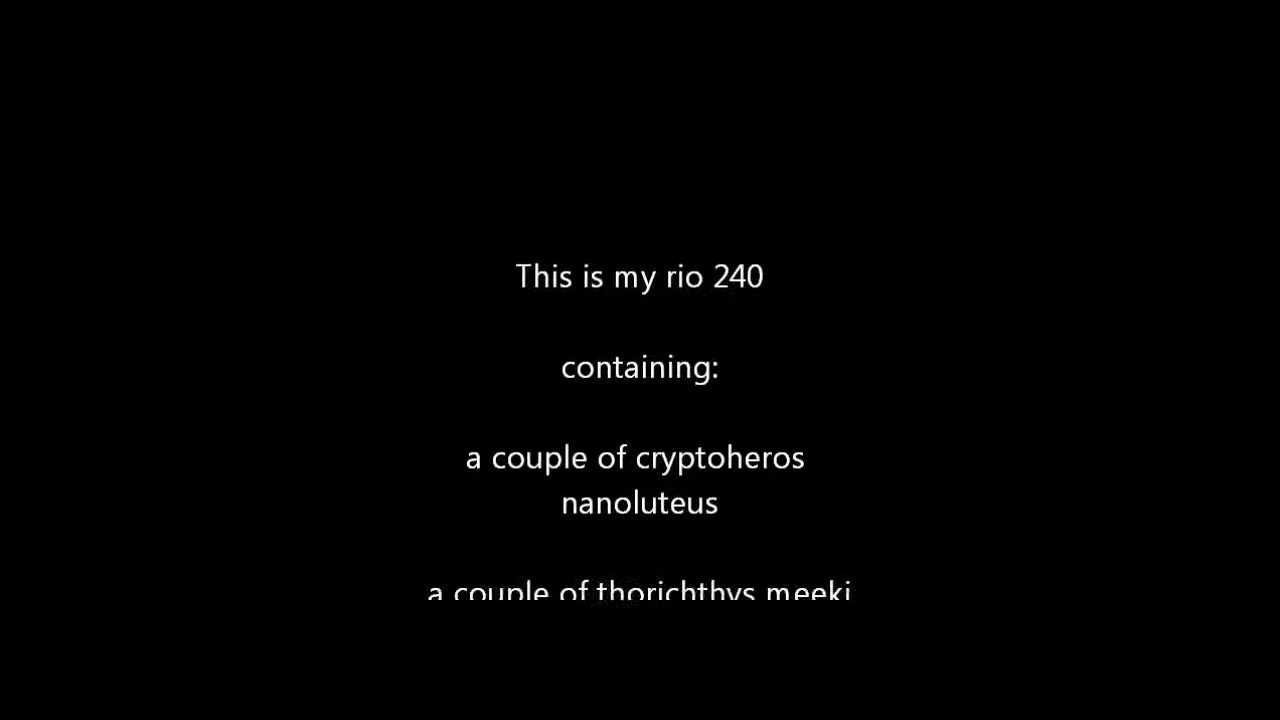 This is my rio 240
containing:
a couple of cryptoheros
nanoluteus
a couple of thorichthys meeki